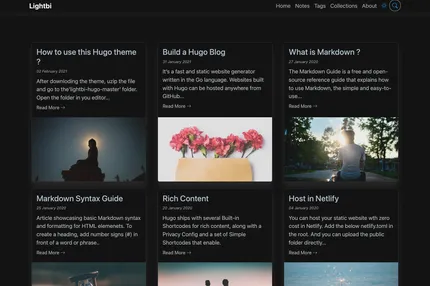 Lightbi
Home Notes Tags Collections About
How to use this Hugo theme
?
After downloading the theme, uzip the file
and go to the'lightbi-hugo-master' folder.
Open the folder in you editor...
Read More →
Build a Hugo Blog
31 January 2021
It's a fast and static website generator
written in the Go language. Websites built
with Hugo can be hosted anywhere from
GitHub...
Read More →
What is Markdown ?
27 January 2020
The Markdown Guide is a free and open-
source reference guide that explains how
to use Markdown, the simple and easy-to-
use...
Read More →
Markdown Syntax Guide
25 January 2020
Article showcasing basic Markdown syntax
and formatting for HTML elemenets. To
create a heading, add number signs (#) in
front of a word or phrase..
Read More →
Rich Content
20 January 2020
Hugo ships with several Built-in
Shortcodes for rich content, along with a
Privacy Config and a set of Simple
Shortcodes that enable.
Read More →
Host in Netlify
04 January 2020
You can host your static website wth zero
cost in Netlify. Add the below netlify.toml in
the root. And you can upload the
public folder directly...
Read More →